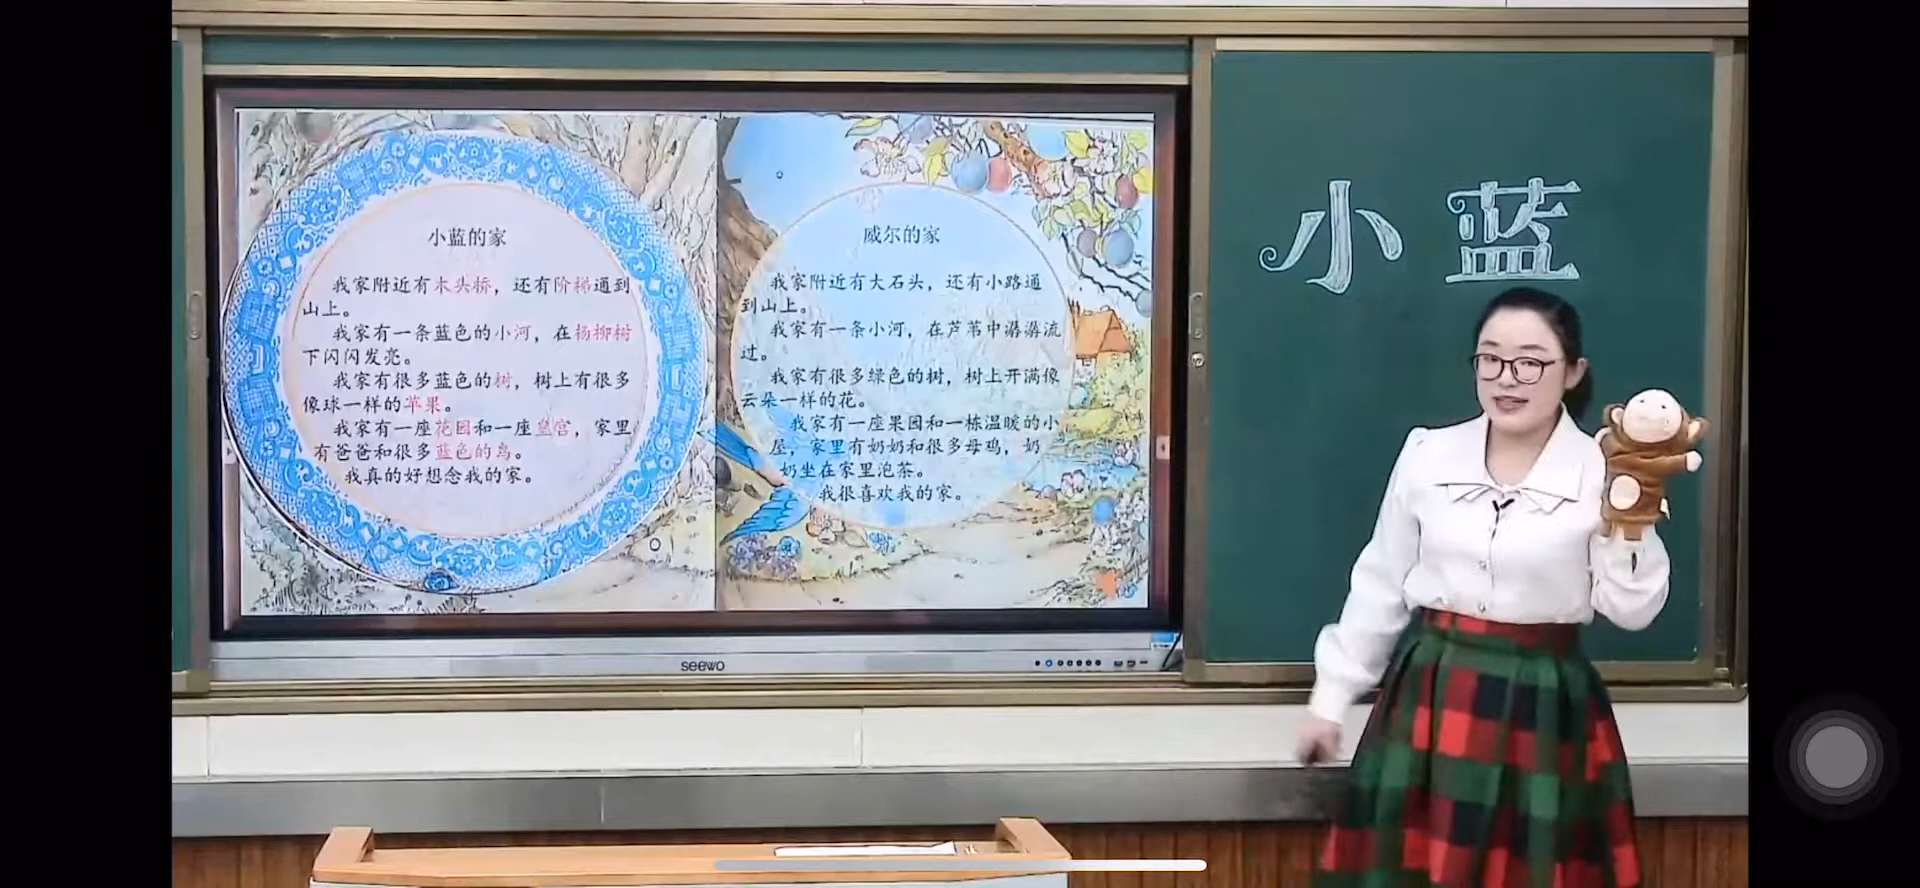 小蓝的家
我家附近有木头桥，还有阶梯通到
山上。
我家有一条蓝色的小河，在杨柳树
下闪闪发亮。
我家有很多蓝色的树，树上有很多
像球一样的苹果。
我家有一座花园和一座皇宫，家里
有爸爸和很多蓝色的鸟。
我真的好想念我的家。
威尔的家
我家附近有大石头，还有小路通
到山上。
我家有一条小河，在芦苇中潺潺流
过。
我家有很多绿色的树，树上开满像
云朵一样的花。
我家有一座果园和一栋温暖的小
屋，家里有奶奶和很多母鸡，奶
奶坐在家里泡茶。
我很喜欢我的家。
小蓝
seewo